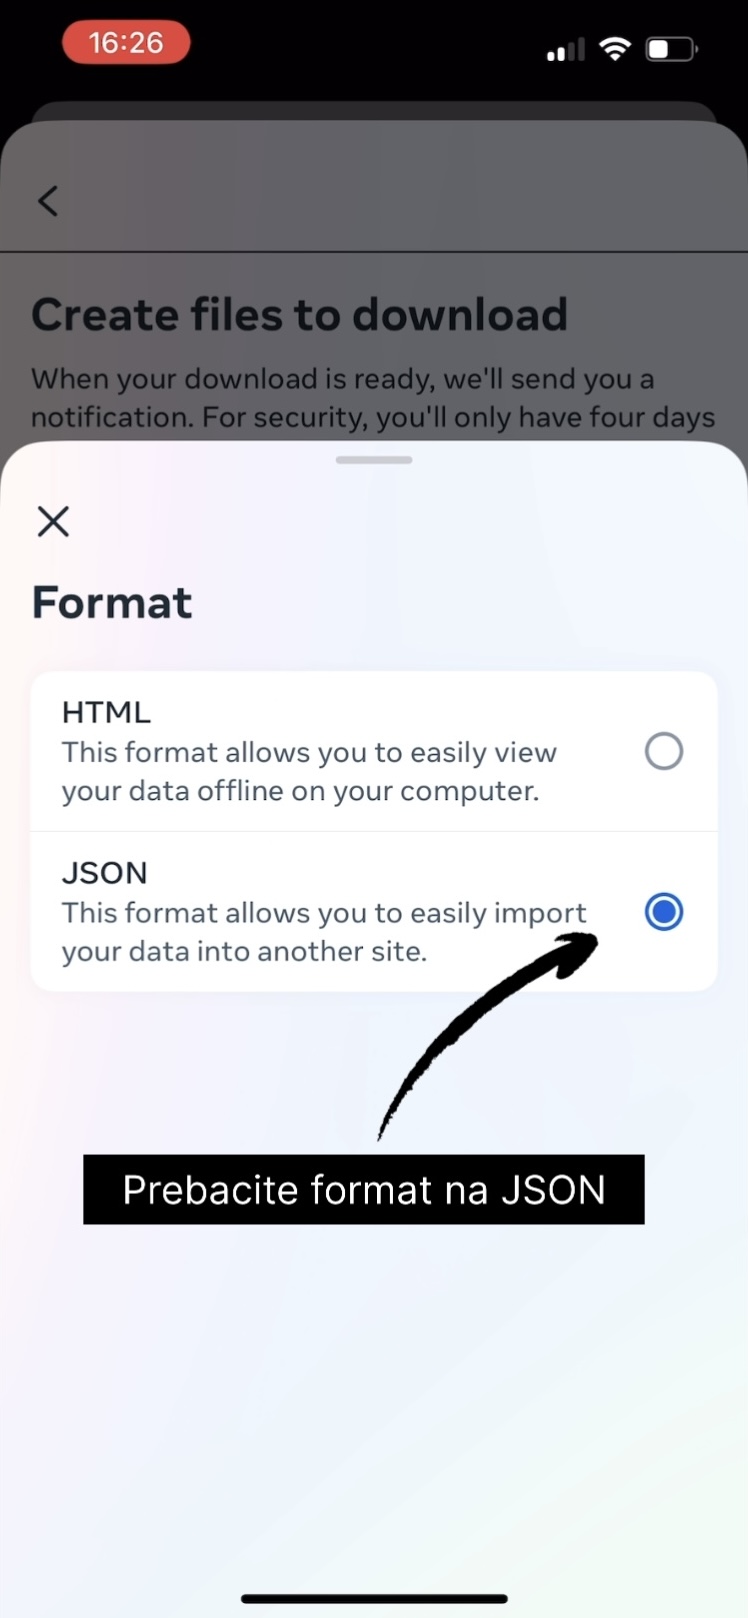 16:26
Create files to download
When your download is ready, we'll send you a
notification. For security, you'll only have four days
Format
HTML
This format allows you to easily view
your data offline on your computer.
JSON
This format allows you to easily import
your data into another site.
Prebacite format na JSON